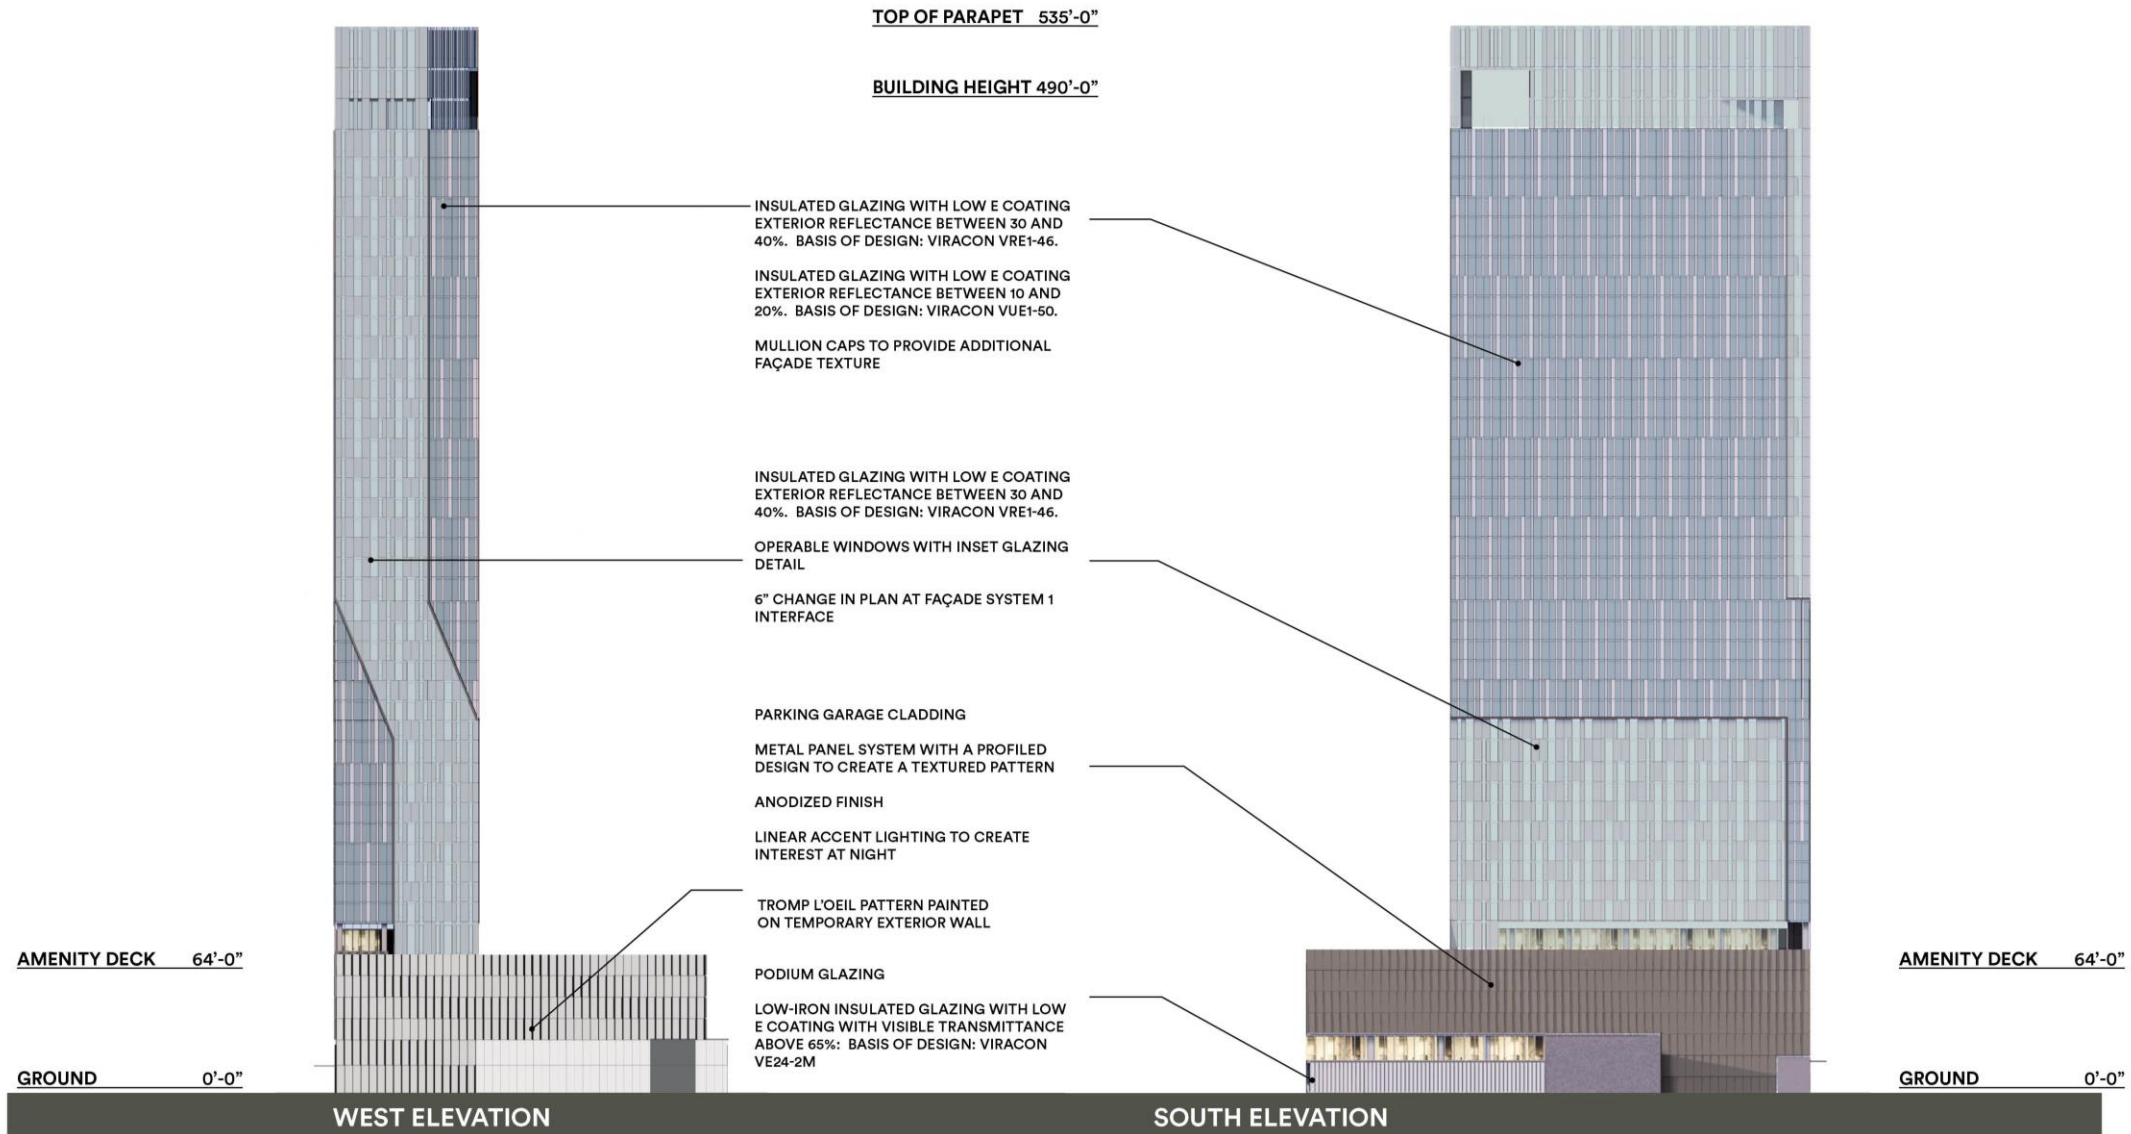 TOP OF PARAPET 535'-0"
BUILDING HEIGHT 490'-0"
INSULATED GLAZING WITH LOW E COATING
EXTERIOR REFLECTANCE BETWEEN 30 AND
40%. BASIS OF DESIGN: VIRACON VRE1-46.
INSULATED GLAZING WITH LOW E COATING
EXTERIOR REFLECTANCE BETWEEN 10 AND
20%. BASIS OF DESIGN: VIRACON VUE1-50.
MULLION CAPS TO PROVIDE ADDITIONAL
FAÇADE TEXTURE
INSULATED GLAZING WITH LOW E COATING
EXTERIOR REFLECTANCE BETWEEN 30 AND
40%. BASIS OF DESIGN: VIRACON VRE1-46.
OPERABLE WINDOWS WITH INSET GLAZING
DETAIL
6" CHANGE IN PLAN AT FAÇADE SYSTEM 1
INTERFACE
PARKING GARAGE CLADDING
METAL PANEL SYSTEM WITH A PROFILED
DESIGN TO CREATE A TEXTURED PATTERN
ANODIZED FINISH
LINEAR ACCENT LIGHTING TO CREATE
INTEREST AT NIGHT
TROMP L'OEIL PATTERN PAINTED
ON TEMPORARY EXTERIOR WALL
PODIUM GLAZING
LOW-IRON INSULATED GLAZING WITH LOW
E COATING WITH VISIBLE TRANSMITTANCE
ABOVE 65%: BASIS OF DESIGN: VIRACON
VE24-2M
AMENITY DECK 64'-0"
GROUND 0'-0"
AMENITY DECK 64'-0"
GROUND 0'-0"
WEST ELEVATION
SOUTH ELEVATION